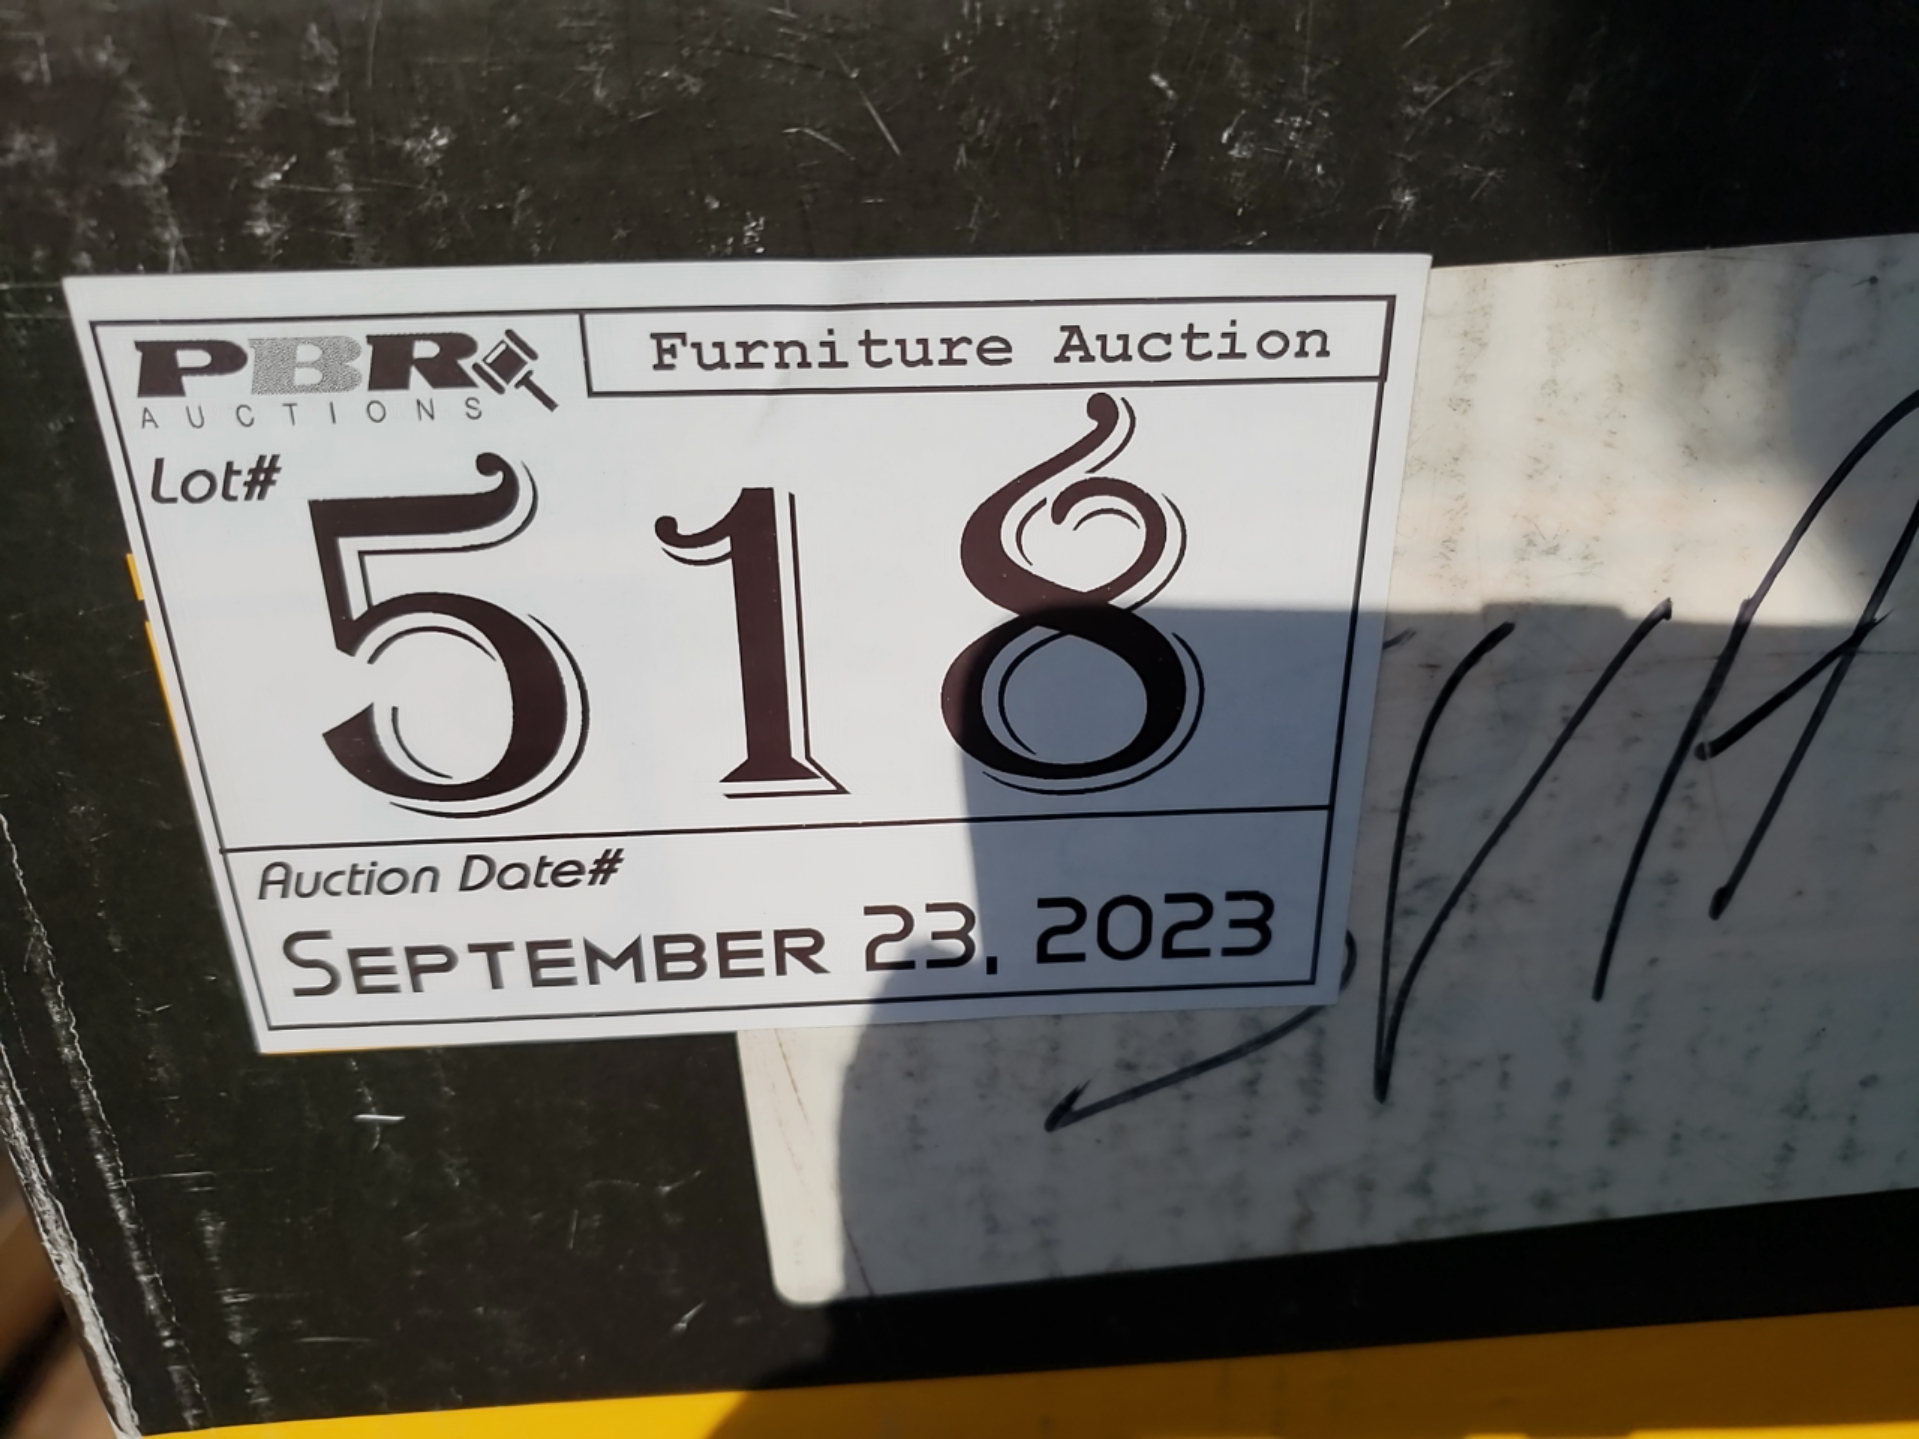 PBR
AUCTIONS
Furniture Auction
Lot#
518
Auction Date#
SEPTEMBER 23, 2023